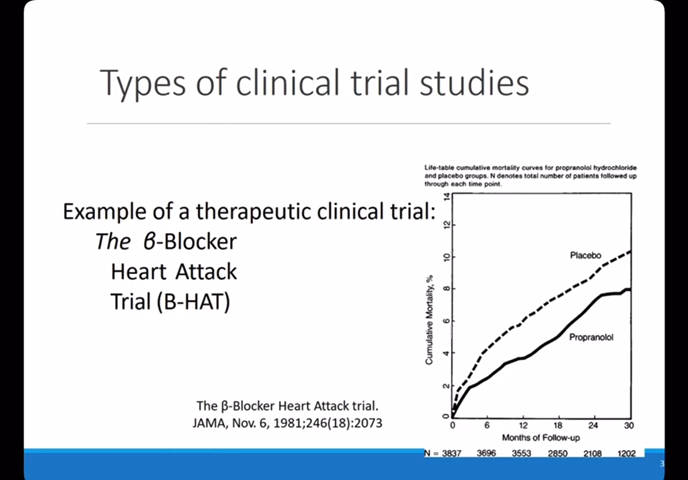 Types of clinical trial studies
Life-table cumulative mortality curves for propranolol hydrochloride
and placebo groups. N denotes total number of patients followed up
through each time point.
Example of a therapeutic clinical trial:
The β-Blocker
Heart Attack
Trial (B-HAT)
14
12
10
8
6
4
2
0
Cumulative Mortality, %
Placebo
Propranolol
0 6 12 18 24 30
Months of Follow-up
N = 3837 3696 3553 2850 2108 1202
The β-Blocker Heart Attack trial.
JAMA, Nov. 6, 1981;246(18):2073
3